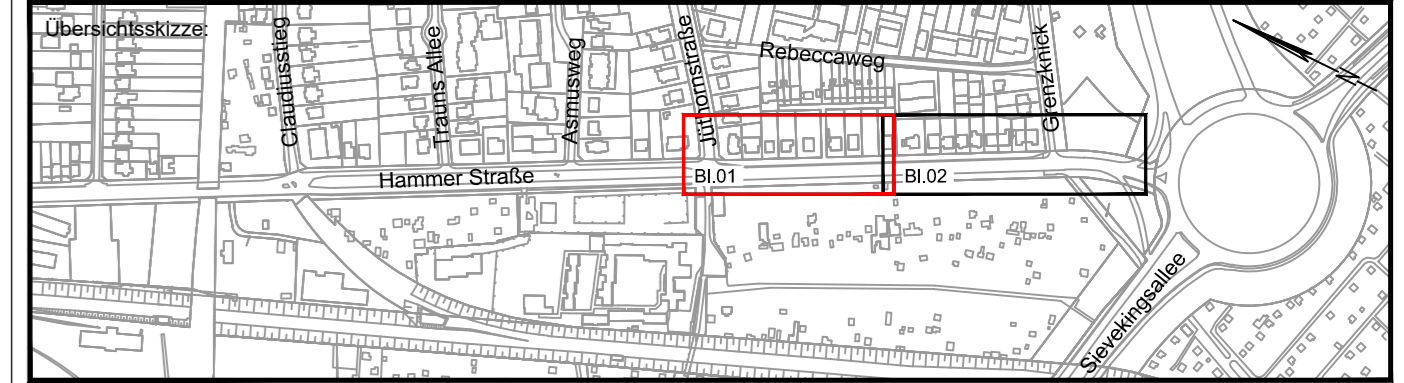 Übersichtsskizze:
Claudiusstieg
Trauns Allee
Asmusweg
Jüthornstraße
Rebeccaweg
Grenzknick
Hammer Straße
Bl.01
Bl.02
Sievekingsallee
N